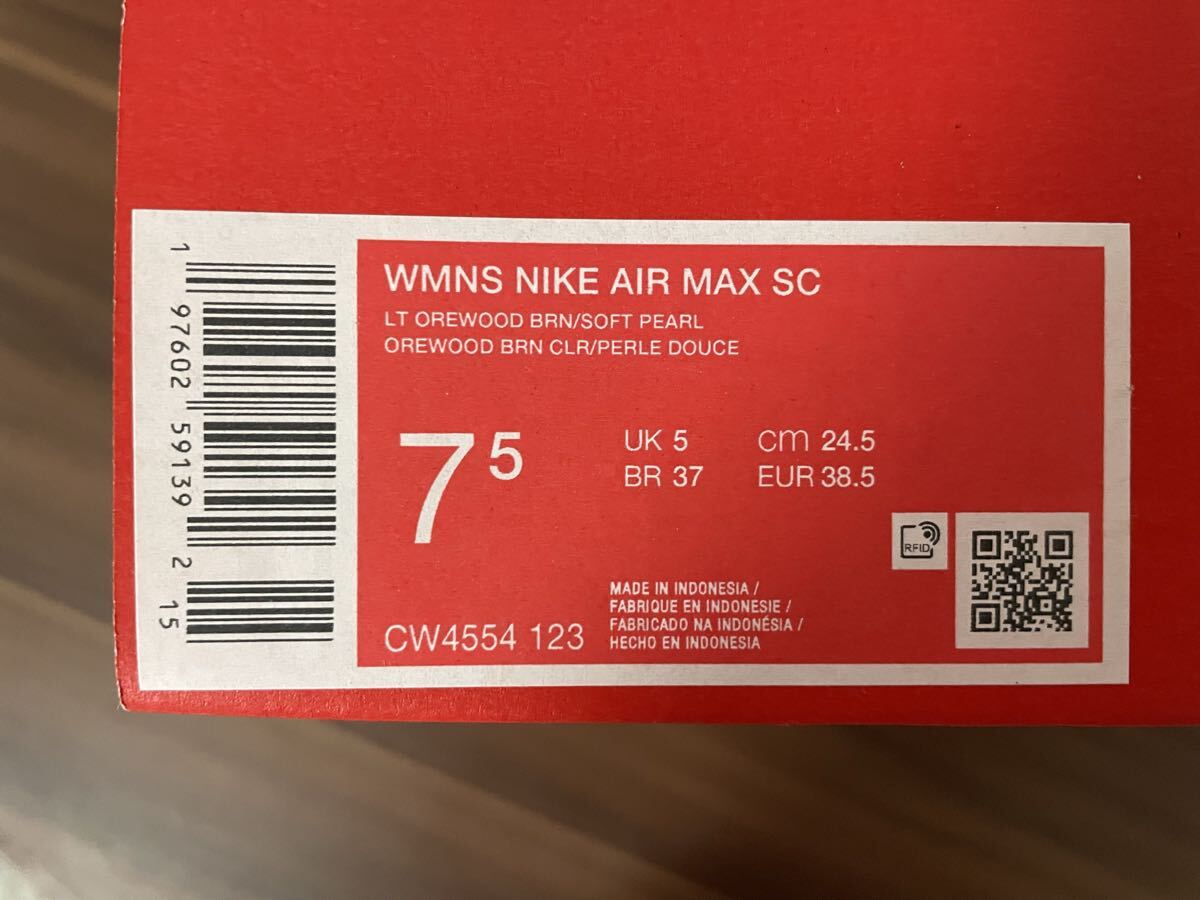 1 97602 59139 2 15
WMNS NIKE AIR MAX SC
LT OREWOOD BRN/SOFT PEARL
OREWOOD BRN CLR/PERLE DOUCE
7 5
UK 5 cm 24.5
BR 37 EUR 38.5
RFID
CW4554 123
MADE IN INDONESIA /
FABRIQUE EN INDONESIE /
FABRICADO NA INDONÉSIA /
HECHO EN INDONESIA